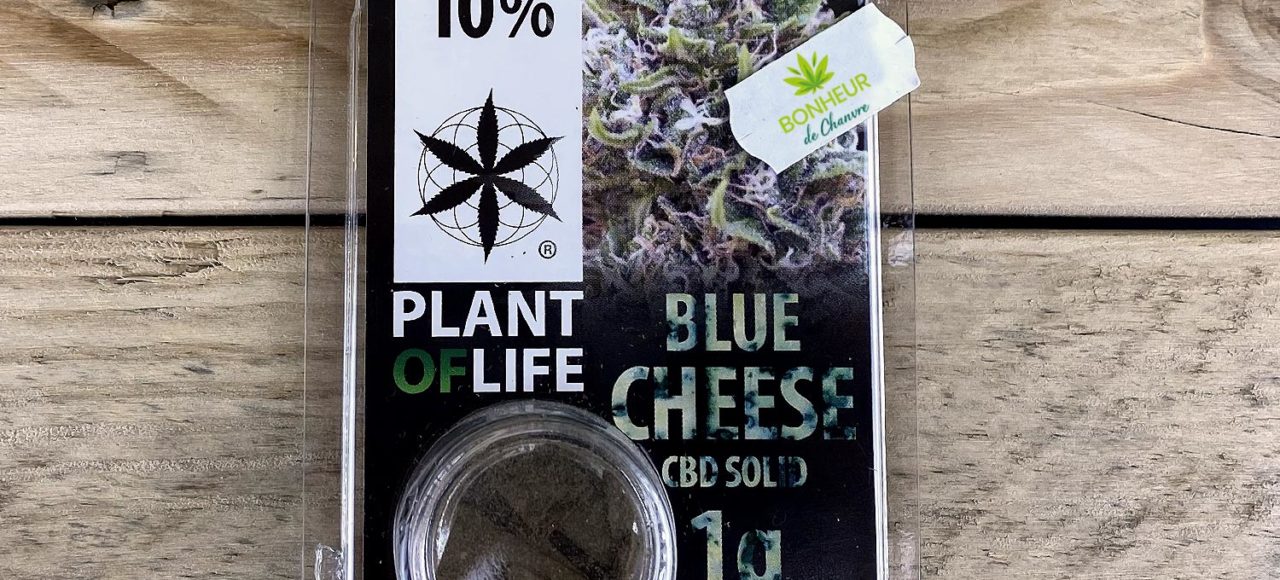 10%
BONHEUR
de Chanvre
®
PLANT
OFLIFE
BLUE
CHEESE
CBD SOLID
1g